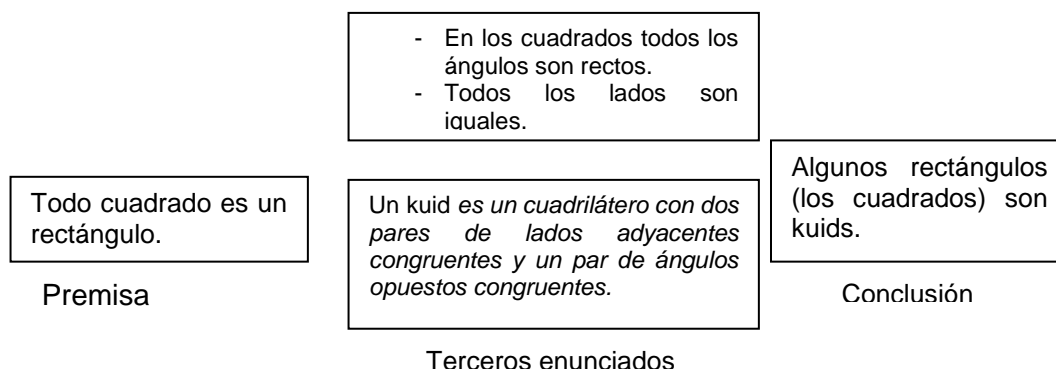 - En los cuadrados todos los
ángulos son rectos.
- Todos los lados son
iguales.
Todo cuadrado es un
rectángulo.
Premisa
Un kuid es un cuadrilátero con dos
pares de lados adyacentes
congruentes y un par de ángulos
opuestos congruentes.
Terceros enunciados
Algunos rectángulos
(los cuadrados) son
kuids.
Conclusión